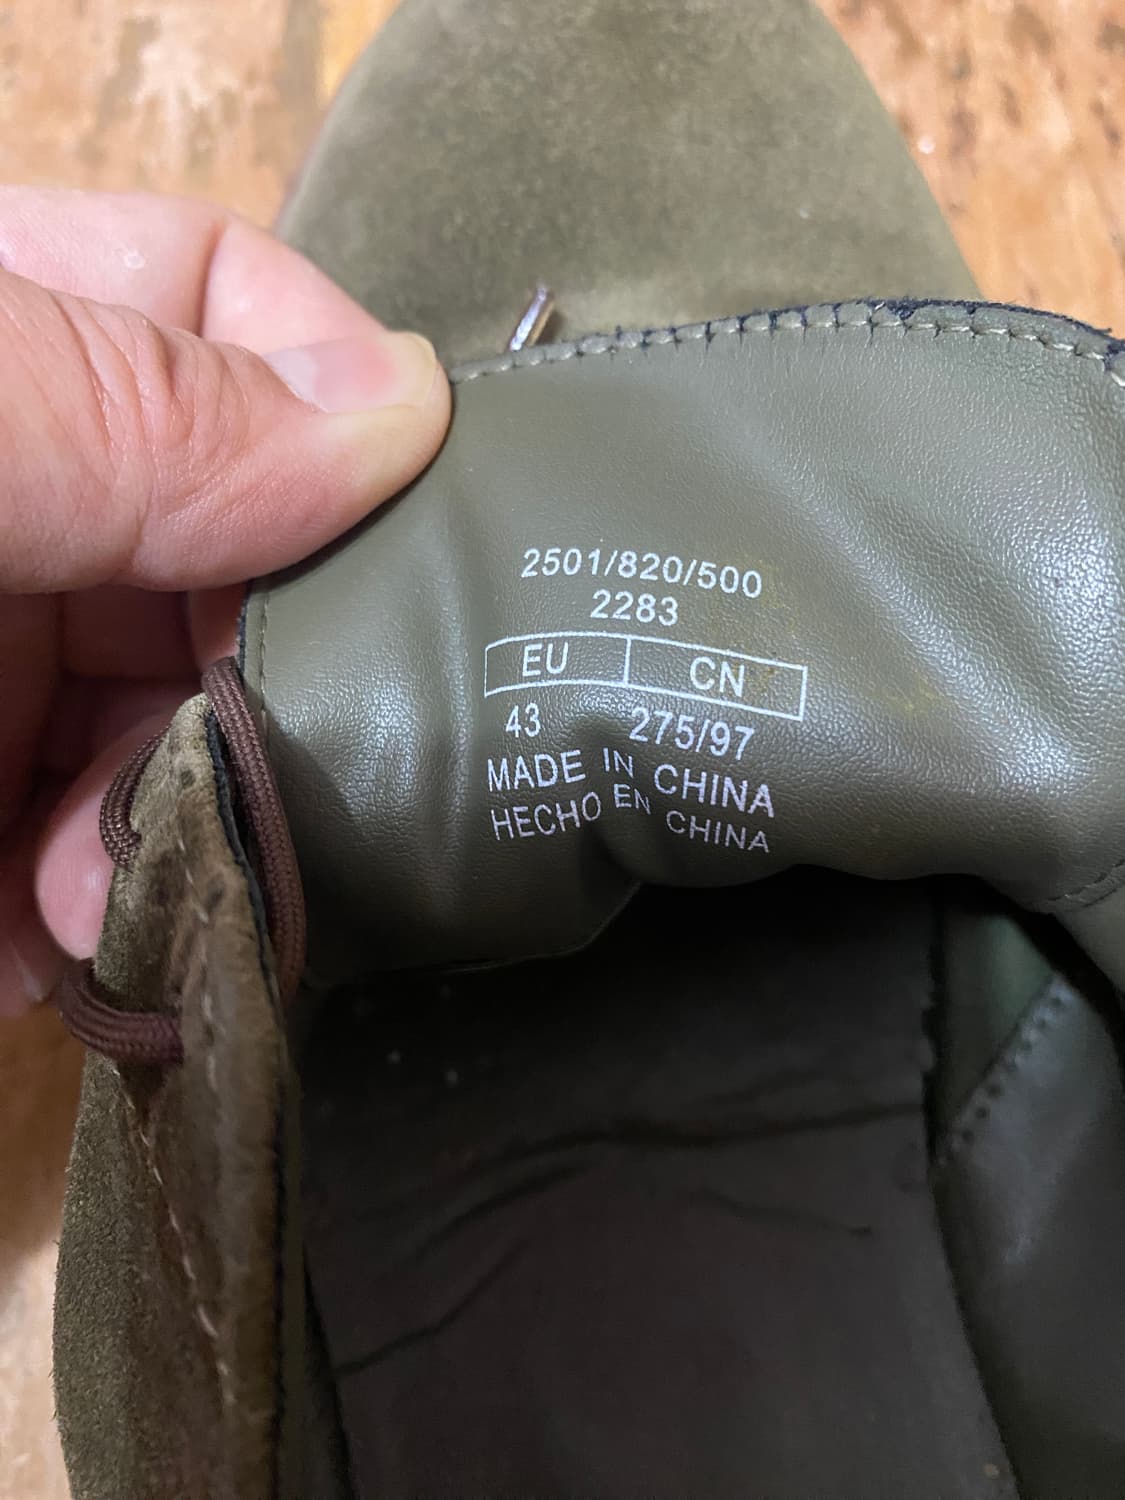 2501/820/500
2283
EU CN
43 275/97
MADE IN CHINA
HECHO EN CHINA